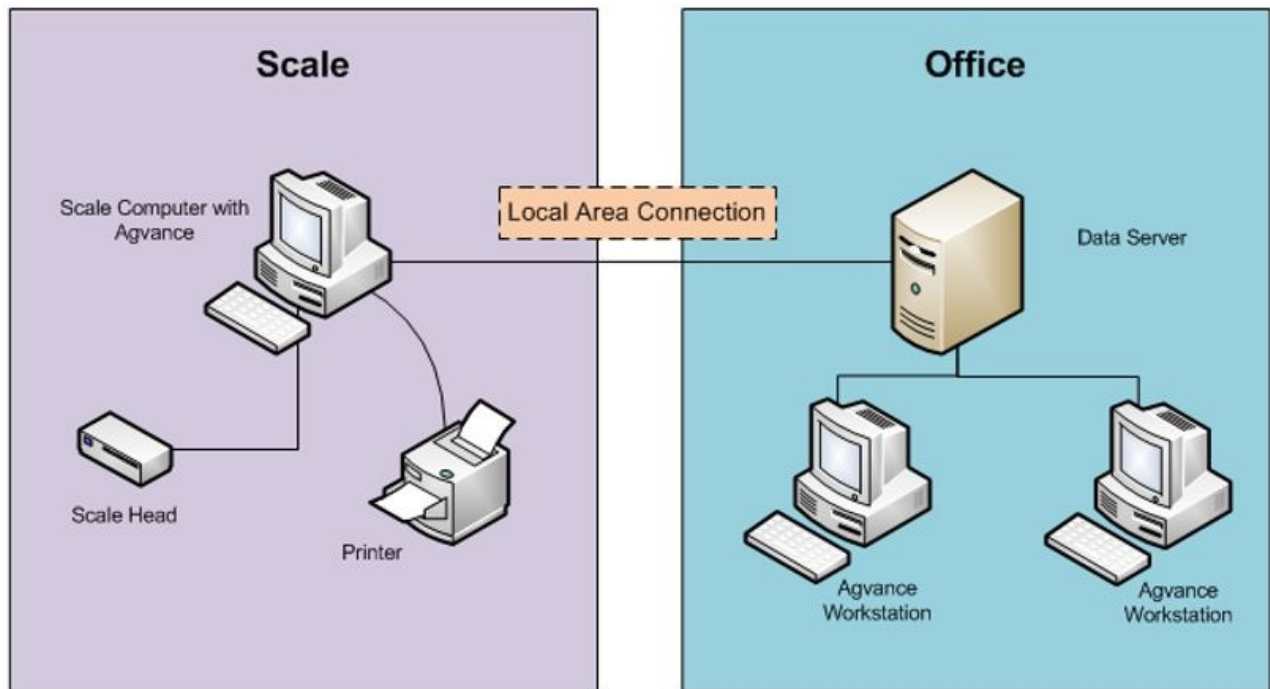 Scale
Scale Computer with
Agvance
Scale Head
Printer
Local Area Connection
Office
Data Server
Agvance
Workstation
Agvance
Workstation